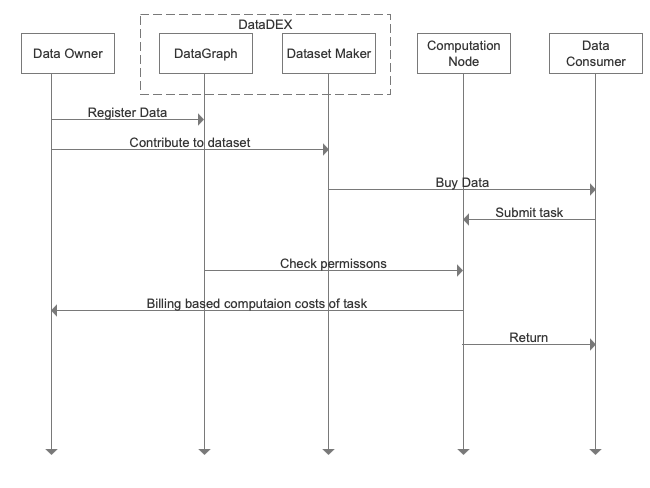 DataDEX
Data Owner
DataGraph
Dataset Maker
Computation
Node
Data
Consumer
Register Data
Contribute to dataset
Buy Data
Submit task
Check permissons
Billing based computaion costs of task
Return